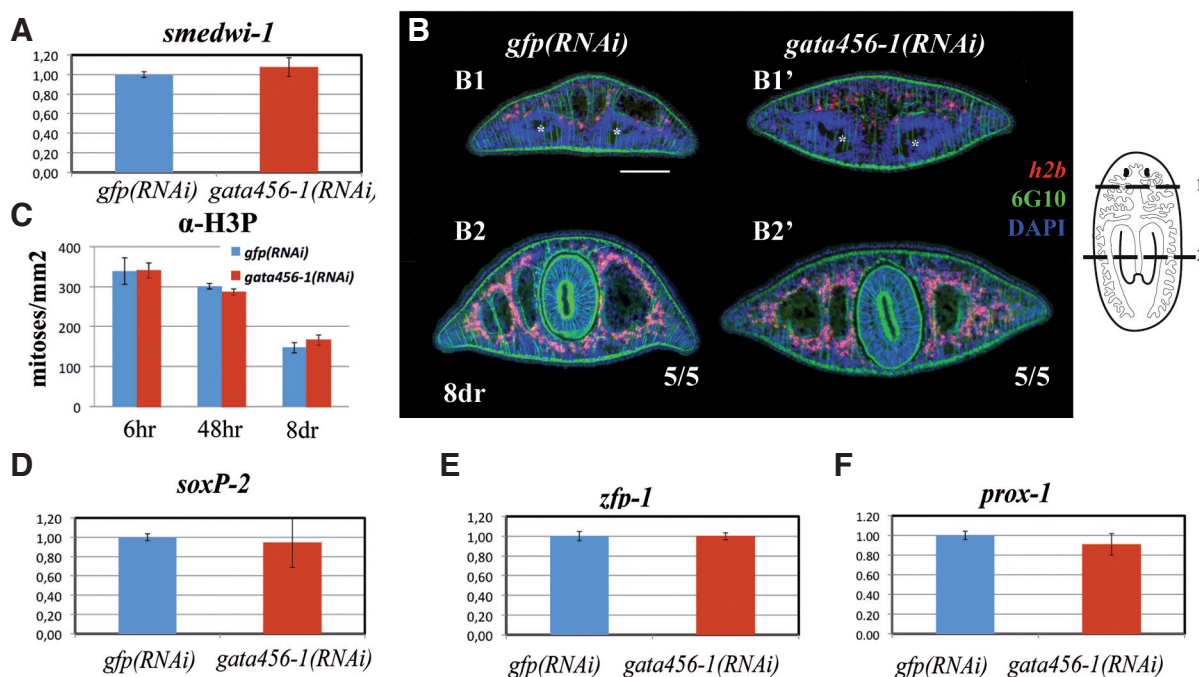 A
smedwi-1
1,20
1,00
0,80
0,60
0,40
0,20
0,00
gfp(RNAi)
gata456-1(RNAi)
B
gfp(RNAi)
gata456-1(RNAi)
B1
B1'
*
*
*
*
h2b
6G10
DAPI
B2
B2'
8dr
5/5
5/5
1
2
C
α-H3P
mitoses/mm2
400
300
200
100
0
gfp(RNAi)
gata456-1(RNAi)
6hr
48hr
8dr
D
soxP-2
1,20
1,00
0,80
0,60
0,40
0,20
0,00
gfp(RNAi)
gata456-1(RNAi)
E
zfp-1
1,20
1,00
0,80
0,60
0,40
0,20
0,00
gfp(RNAi)
gata456-1(RNAi)
F
prox-1
1.20
1.00
0.80
0.60
0.40
0.20
0.00
gfp(RNAi)
gata456-1(RNAi)